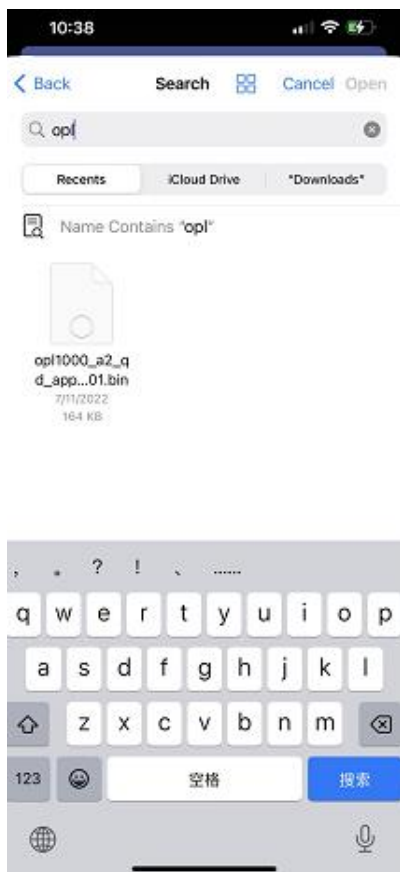 10:38
Back Search Cancel Open
opl
Recents iCloud Drive "Downloads"
Name Contains "opl"
opl1000_a2_q
d_app...01.bin
7/11/2022
164 KB
, 。 ? ! 、 ......
q w e r t y u i o p
a s d f g h j k l
z x c v b n m
123 空格 搜索